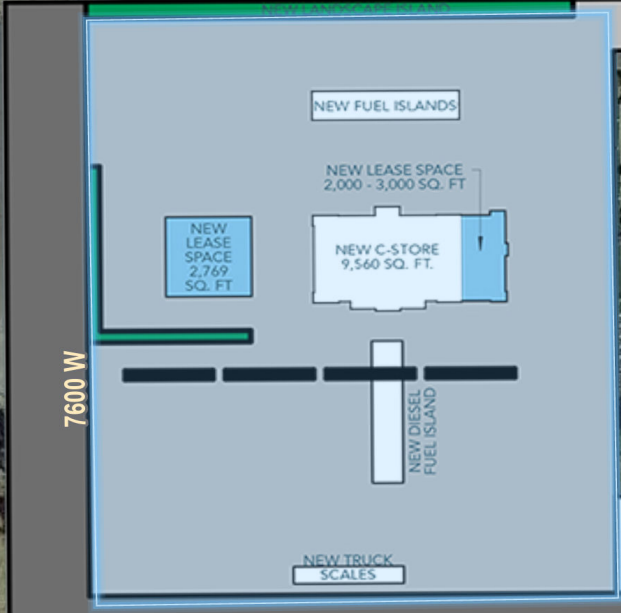 NEW LANDSCAPE ISLAND
NEW FUEL ISLANDS
NEW LEASE SPACE
2,000 - 3,000 SQ. FT
NEW
LEASE
SPACE
2,769
SQ. FT
NEW C-STORE
9,560 SQ. FT.
7600 W
NEW DIESEL
FUEL ISLAND
NEW TRUCK
SCALES